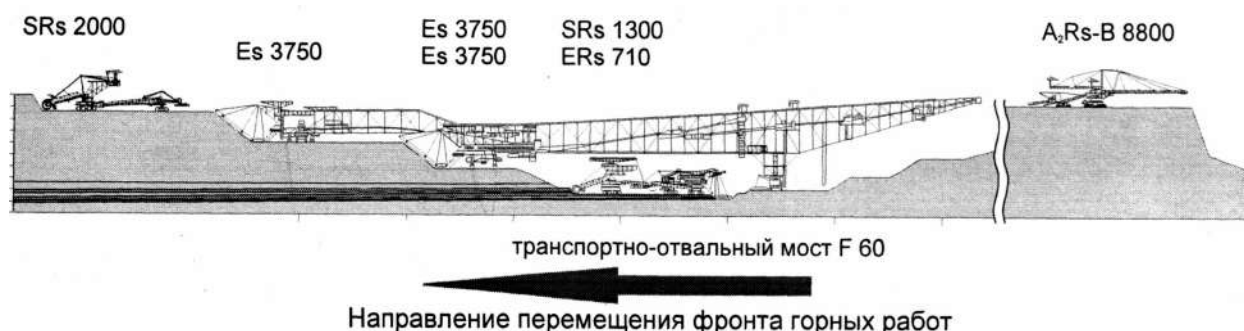 SRs 2000
Es 3750
Es 3750
Es 3750
SRs 1300
ERs 710
A₂Rs-B 8800
транспортно-отвальный мост F 60
Направление перемещения фронта горных работ